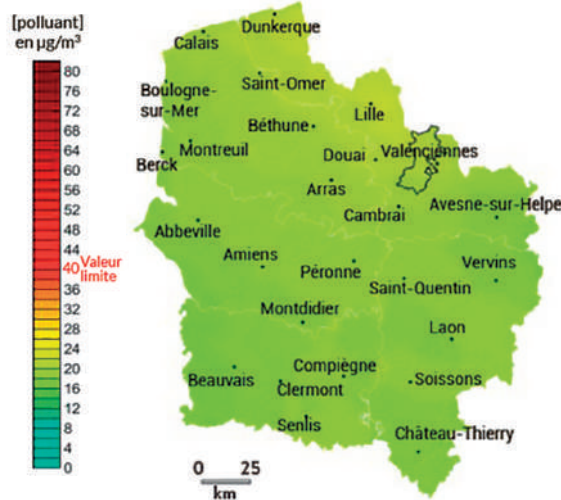 [polluant]
en µg/m³
80
76
72
68
64
60
56
52
48
44
40 Valeur
limite
36
32
28
24
20
16
12
8
4
0
Dunkerque
Calais
Saint-Omer
Boulogne-
sur-Mer
Lille
Béthune
Montreuil
Douai
Valenciennes
Berck
Arras
Cambrai
Avesne-sur-Helpe
Abbeville
Amiens
Péronne
Vervins
Saint-Quentin
Montdidier
Laon
Compiègne
Beauvais
Clermont
Soissons
Senlis
Château-Thierry
0 25
km